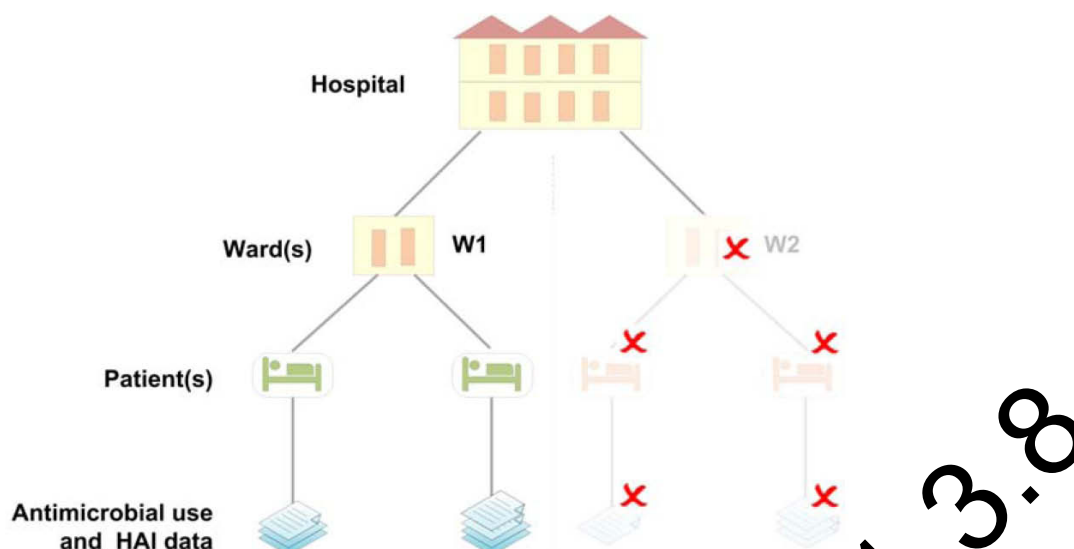 Hospital
Ward(s)
W1
W2
Patient(s)
Antimicrobial use
and HAI data
3.8